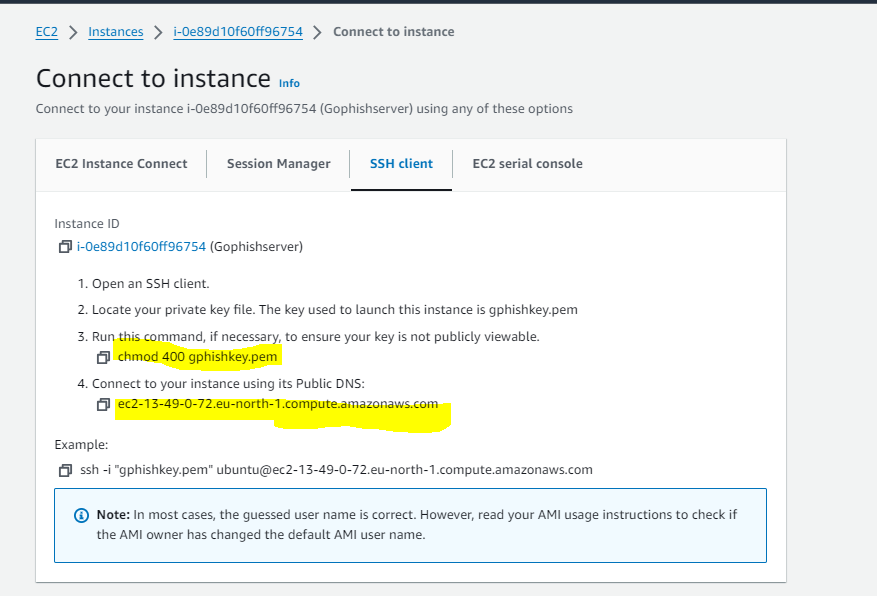 EC2 > Instances > i-0e89d10f60ff96754 > Connect to instance
Connect to instance Info
Connect to your instance i-0e89d10f60ff96754 (Gophishserver) using any of these options
EC2 Instance Connect Session Manager SSH client EC2 serial console
Instance ID
i-0e89d10f60ff96754 (Gophishserver)
1. Open an SSH client.
2. Locate your private key file. The key used to launch this instance is gphishkey.pem
3. Run this command, if necessary, to ensure your key is not publicly viewable.
chmod 400 gphishkey.pem
4. Connect to your instance using its Public DNS:
ec2-13-49-0-72.eu-north-1.compute.amazonaws.com
Example:
ssh -i "gphishkey.pem" ubuntu@ec2-13-49-0-72.eu-north-1.compute.amazonaws.com
Note: In most cases, the guessed user name is correct. However, read your AMI usage instructions to check if
the AMI owner has changed the default AMI user name.